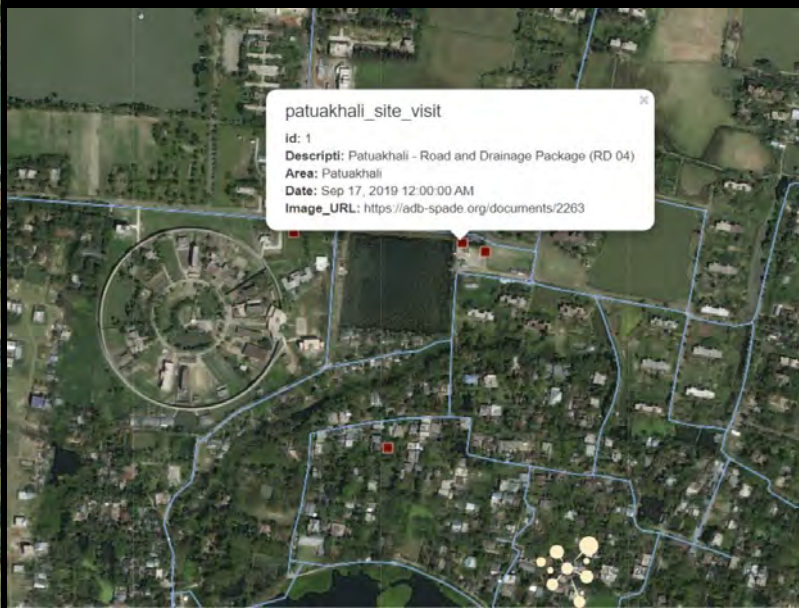 patuakhali_site_visit
id: 1
Descripti: Patuakhali - Road and Drainage Package (RD 04)
Area: Patuakhali
Date: Sep 17, 2019 12:00:00 AM
Image_URL: https://adb-spade.org/documents/2263